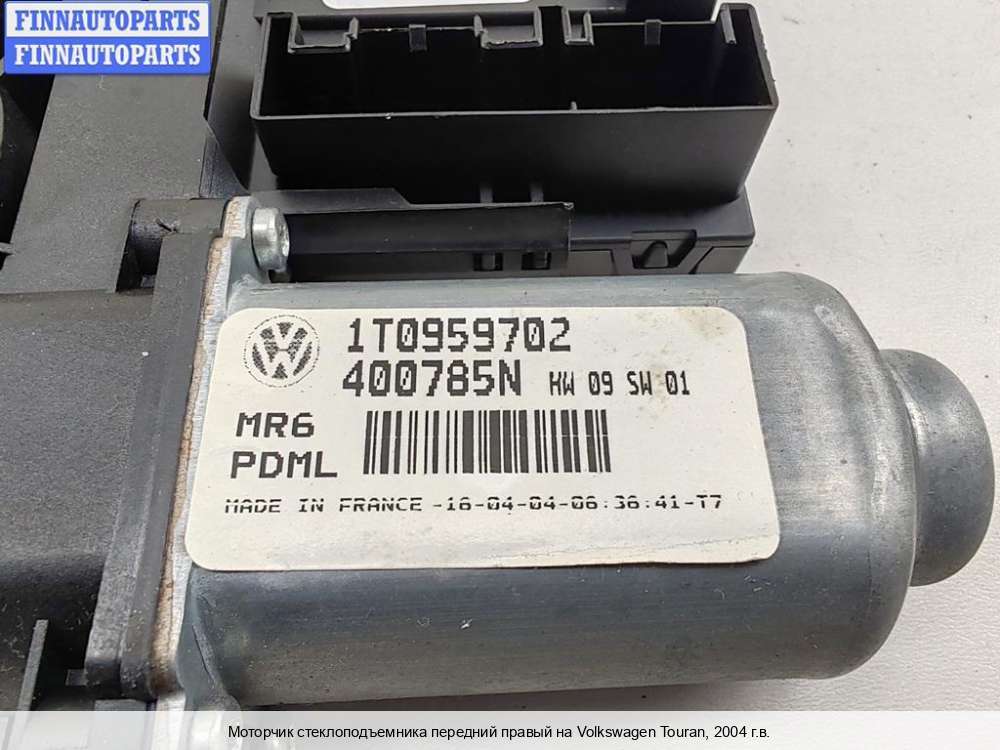 FINNAUTOPARTS
FINNAUTOPARTS
1T0959702
400785N HW 09 SW 01
MR6
PDML
MADE IN FRANCE -16-04-04-06:36:41-T7
Моторчик стеклоподъемника передний правый на Volkswagen Touran, 2004 г.в.